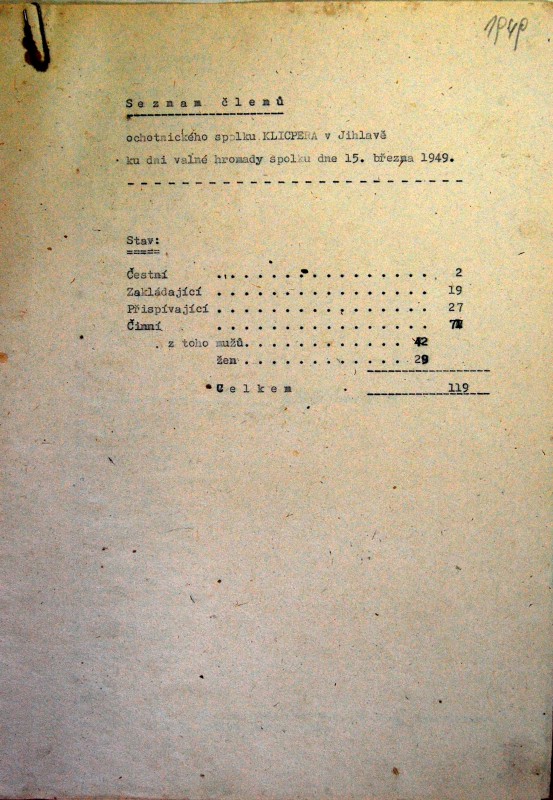 1949
Seznam členů
ochotnického spolku KLICPERA v Jihlavě
ku dni valné hromady spolku dne 15. března 1949.
Stav:
Čestní . . . . . . . . . . . . . . . . . 2
Zakládající . . . . . . . . . . . . . . . . . 19
Přispívající . . . . . . . . . . . . . . . . . 27
Činní . . . . . . . . . . . . . . . . . 71
z toho mužů. . . . . . . . . . . . . . 42
žen . . . . . . . . . . . . . . 29
Celkem 119